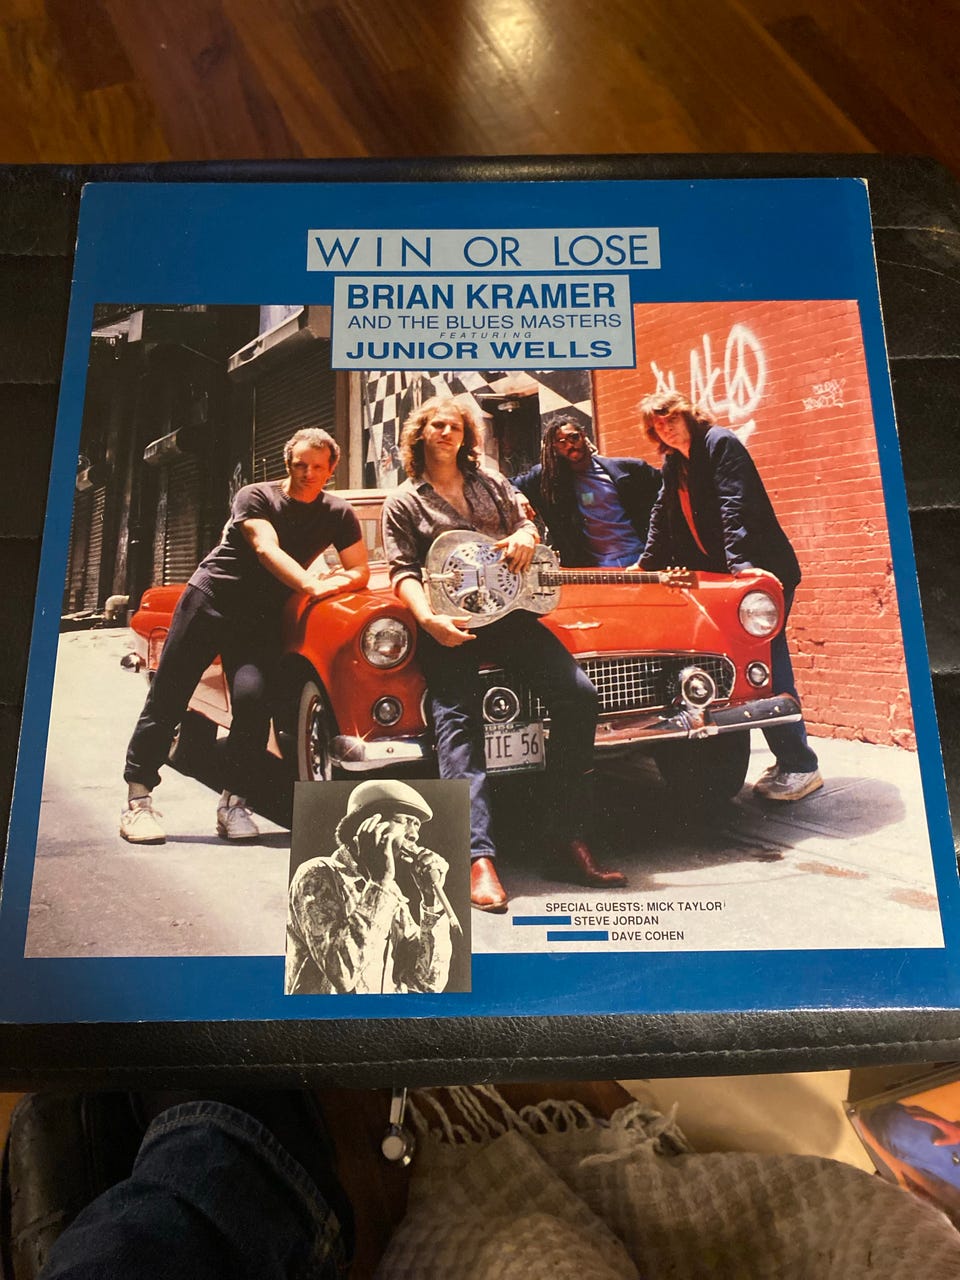 WIN OR LOSE
BRIAN KRAMER
AND THE BLUES MASTERS
FEATURING
JUNIOR WELLS
1956
TIE 56
SPECIAL GUESTS: MICK TAYLOR
STEVE JORDAN
DAVE COHEN